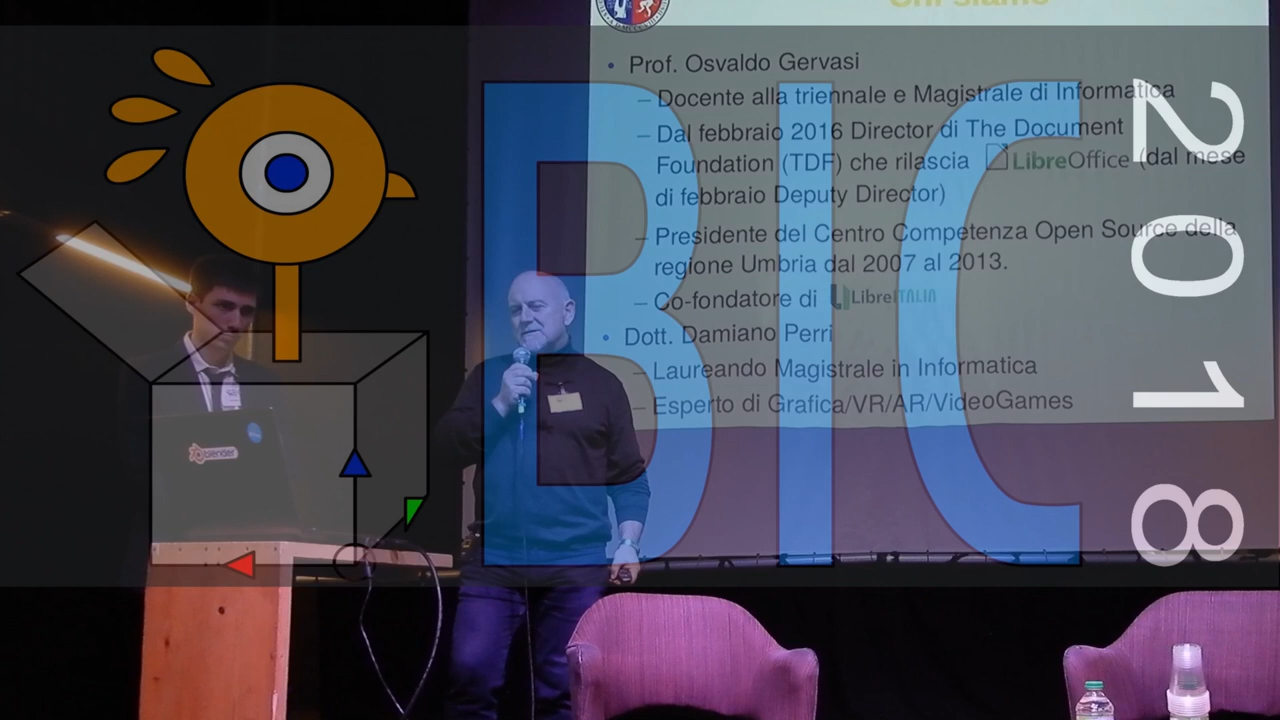 Chi siamo
• Prof. Osvaldo Gervasi
– Docente alla triennale e Magistrale di Informatica
– Dal febbraio 2016 Director di The Document
Foundation (TDF) che rilascia LibreOffice (dal mese
di febbraio Deputy Director)
– Presidente del Centro Competenza Open Source della
regione Umbria dal 2007 al 2013.
– Co-fondatore di LibreITALIA
• Dott. Damiano Perri
– Laureando Magistrale in Informatica
– Esperto di Grafica/VR/AR/VideoGames
BIC
2018
blender